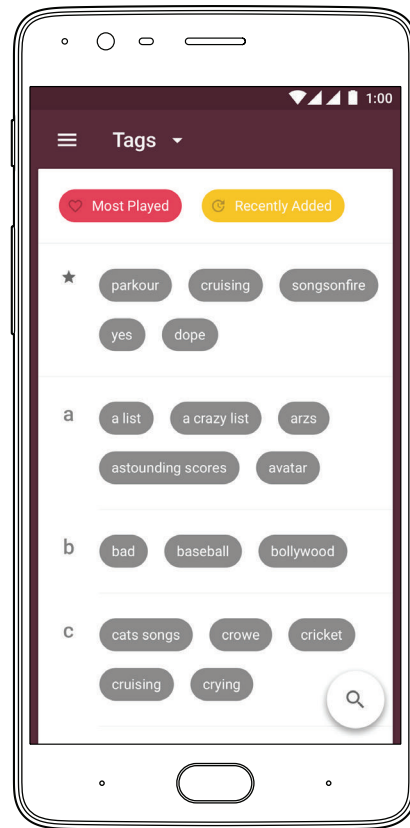 1:00
Tags
Most Played Recently Added
parkour cruising songsonfire
yes dope
a a list a crazy list arzs
astounding scores avatar
b bad baseball bollywood
c cats songs crowe cricket
cruising crying